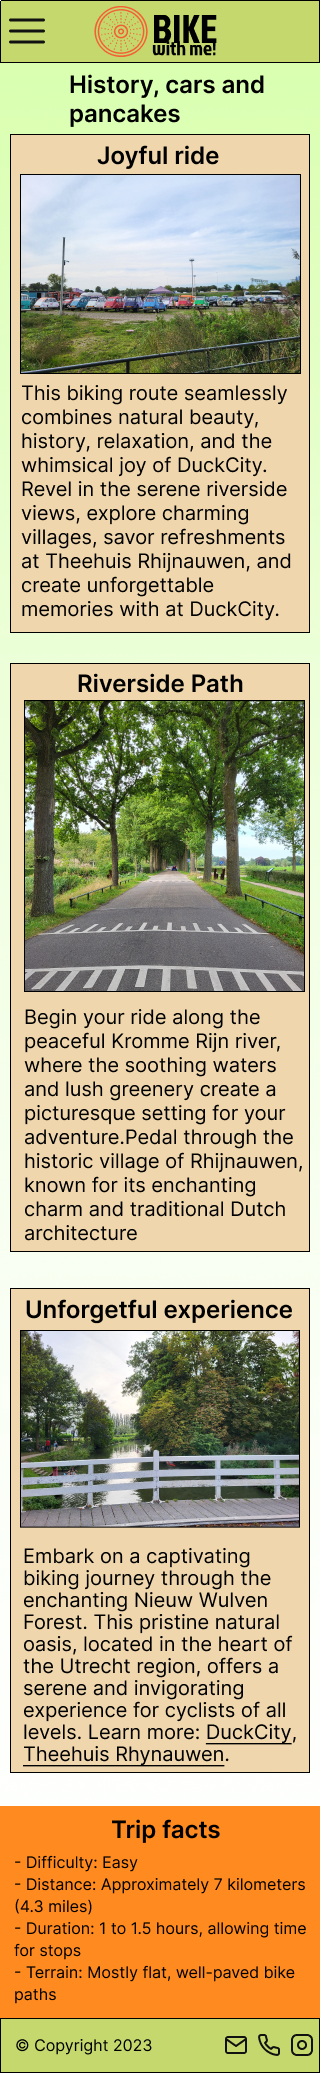 BIKE
with me!
History, cars and
pancakes
Joyful ride
This biking route seamlessly
combines natural beauty,
history, relaxation, and the
whimsical joy of DuckCity.
Revel in the serene riverside
views, explore charming
villages, savor refreshments
at Theehuis Rhijnauwen, and
create unforgettable
memories with at DuckCity.
Riverside Path
Begin your ride along the
peaceful Kromme Rijn river,
where the soothing waters
and lush greenery create a
picturesque setting for your
adventure.Pedal through the
historic village of Rhijnauwen,
known for its enchanting
charm and traditional Dutch
architecture
Unforgetful experience
Embark on a captivating
biking journey through the
enchanting Nieuw Wulven
Forest. This pristine natural
oasis, located in the heart of
the Utrecht region, offers a
serene and invigorating
experience for cyclists of all
levels. Learn more: DuckCity,
Theehuis Rhynauwen.
Trip facts
- Difficulty: Easy
- Distance: Approximately 7 kilometers
(4.3 miles)
- Duration: 1 to 1.5 hours, allowing time
for stops
- Terrain: Mostly flat, well-paved bike
paths
© Copyright 2023